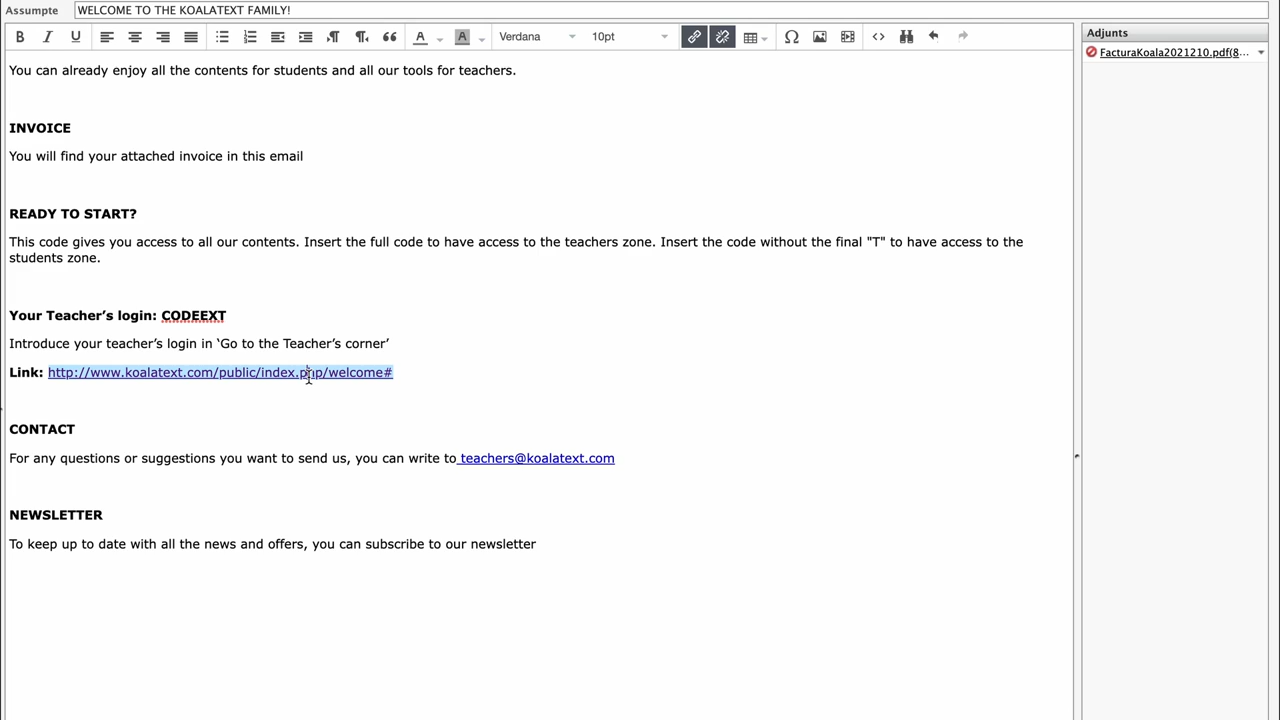 Assumpte WELCOME TO THE KOALATEXT FAMILY!
B I U A A Verdana 10pt Ω <>
Adjunts
FacturaKoala2021210.pdf(8...
You can already enjoy all the contents for students and all our tools for teachers.
INVOICE
You will find your attached invoice in this email
READY TO START?
This code gives you access to all our contents. Insert the full code to have access to the teachers zone. Insert the code without the final "T" to have access to the
students zone.
Your Teacher’s login: CODEEXT
Introduce your teacher’s login in ‘Go to the Teacher’s corner’
Link: http://www.koalatext.com/public/index.php/welcome#
CONTACT
For any questions or suggestions you want to send us, you can write to teachers@koalatext.com
NEWSLETTER
To keep up to date with all the news and offers, you can subscribe to our newsletter